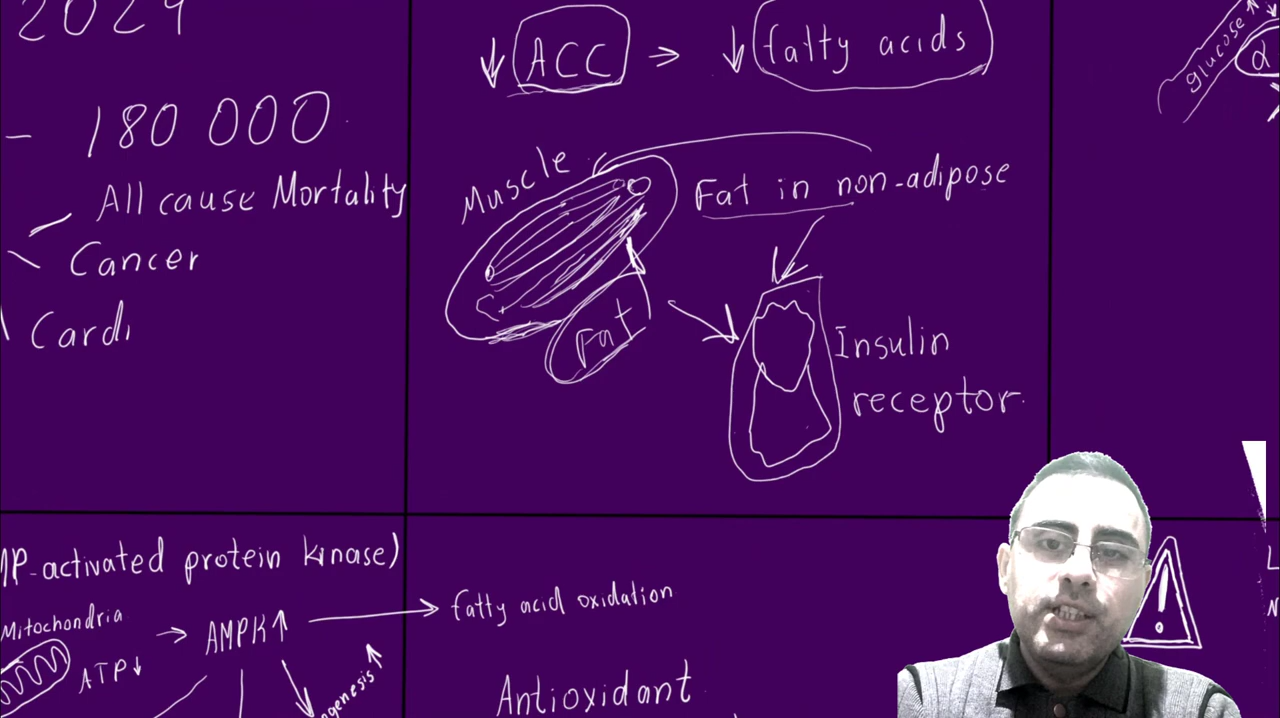 2024
- 180 000
All cause Mortality
Cancer
Cardi
↓ ACC → ↓ fatty acids
Muscle
Fat in non-adipose
Fat
Insulin
receptor
glucose ↑
α
MP-activated protein kinase)
Mitochondria
ATP↓
→ AMPK↑
fatty acid oxidation
genesis ↑
Antioxidant